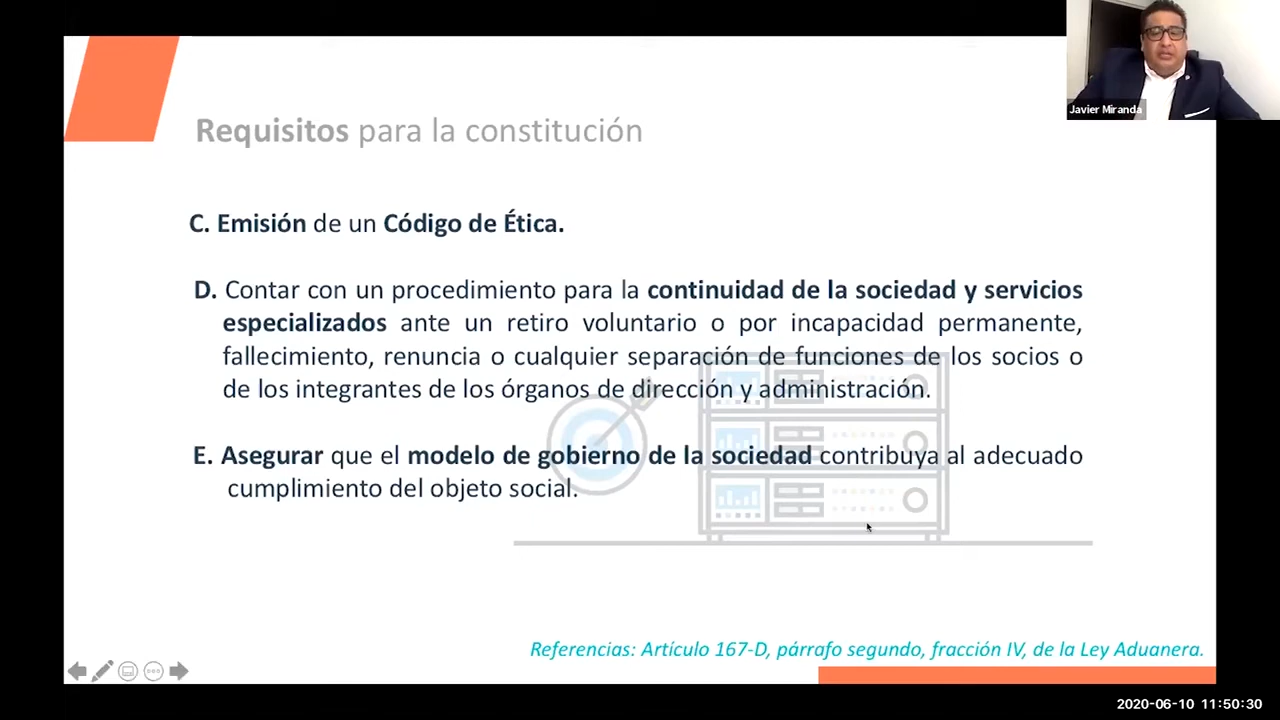 Javier Miranda
Requisitos para la constitución
C. Emisión de un Código de Ética.
D. Contar con un procedimiento para la continuidad de la sociedad y servicios
especializados ante un retiro voluntario o por incapacidad permanente,
fallecimiento, renuncia o cualquier separación de funciones de los socios o
de los integrantes de los órganos de dirección y administración.
E. Asegurar que el modelo de gobierno de la sociedad contribuya al adecuado
cumplimiento del objeto social.
Referencias: Artículo 167-D, párrafo segundo, fracción IV, de la Ley Aduanera.
2020-06-10 11:50:30